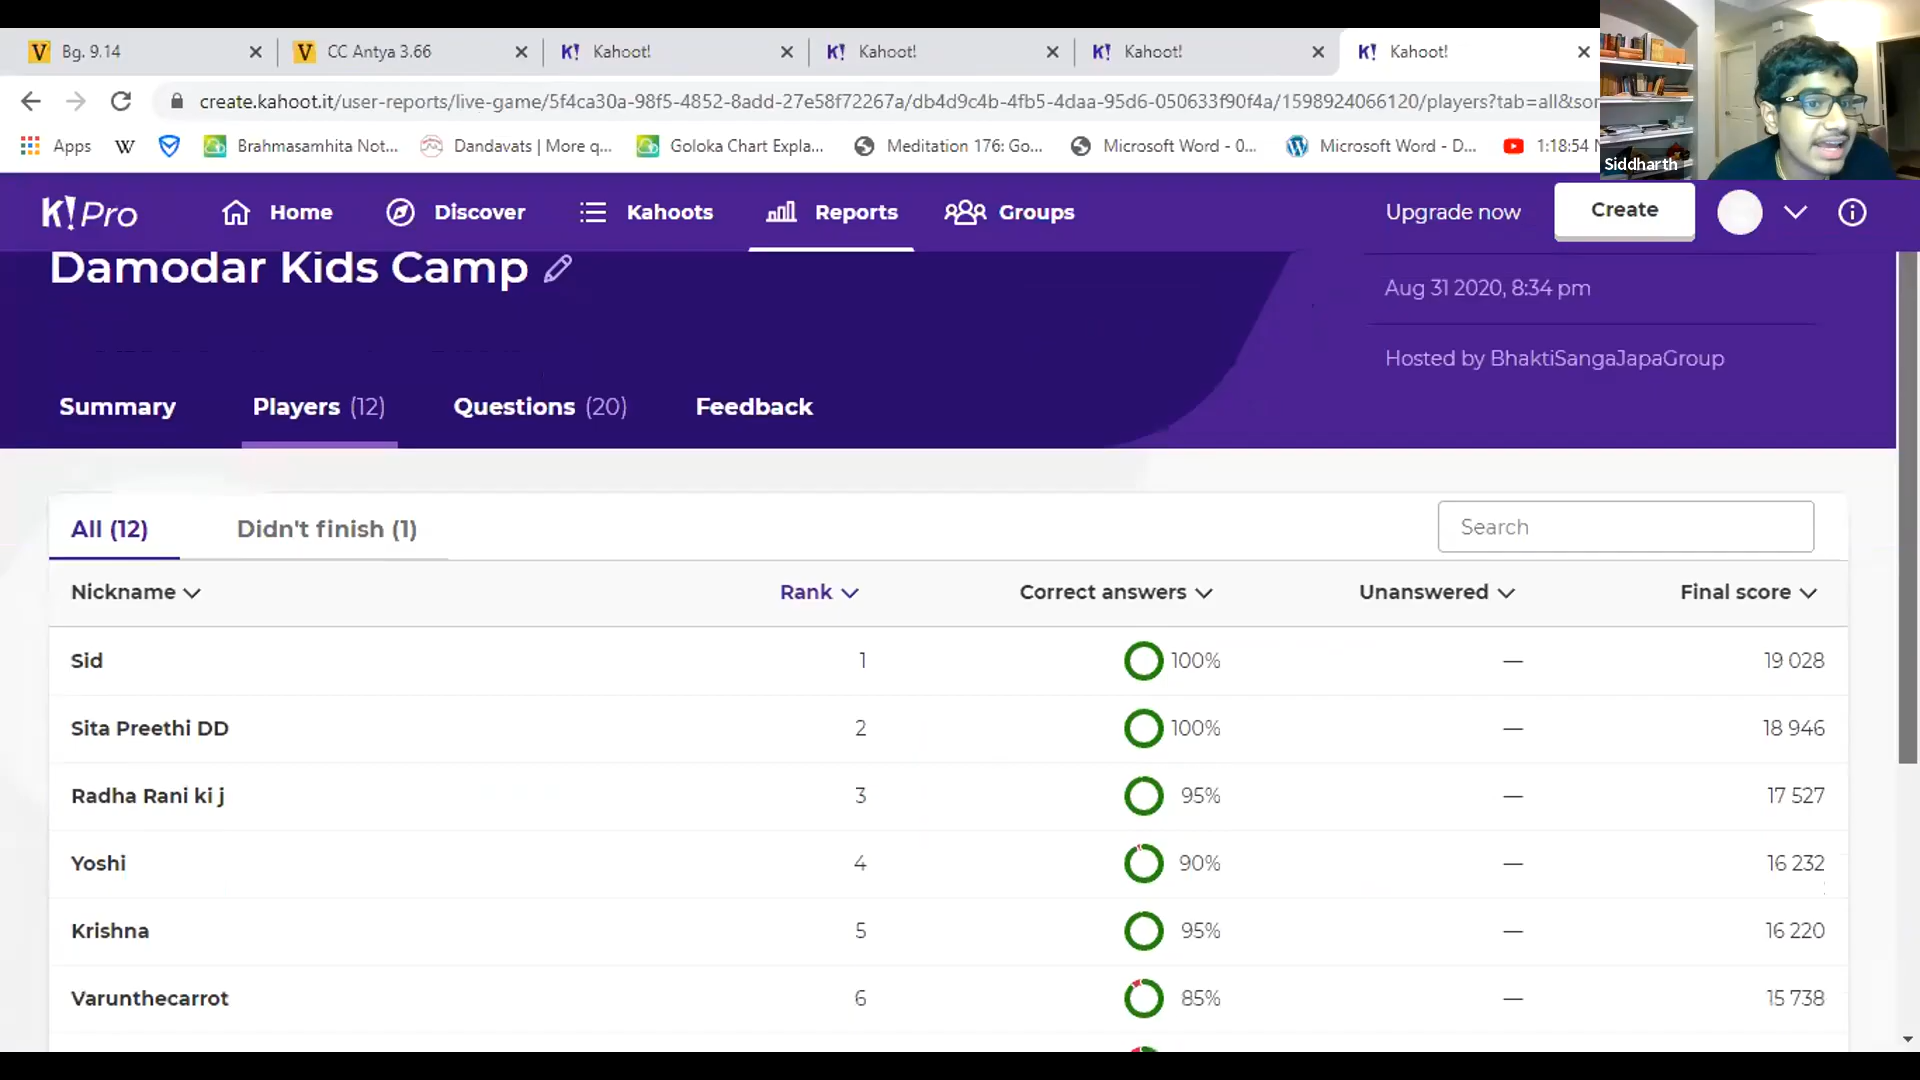 Bg. 9.14
CC Antya 3.66
K! Kahoot!
K! Kahoot!
K! Kahoot!
K! Kahoot!
create.kahoot.it/user-reports/live-game/5f4ca30a-98f5-4852-8add-27e58f72267a/db4d9c4b-4fb5-4daa-95d6-050633f90f4a/1598924066120/players?tab=all&sor
Apps
W
Brahmasamhita Not...
Dandavats | More q...
Goloka Chart Expla...
Meditation 176: Go...
Microsoft Word - 0...
Microsoft Word - D...
1:18:54
Siddharth
K! Pro
Home
Discover
Kahoots
Reports
Groups
Upgrade now
Create
Damodar Kids Camp
Aug 31 2020, 8:34 pm
Hosted by BhaktiSangaJapaGroup
Summary
Players (12)
Questions (20)
Feedback
All (12)
Didn't finish (1)
Search
Nickname Rank Correct answers Unanswered Final score
Sid 1 100% — 19 028
Sita Preethi DD 2 100% — 18 946
Radha Rani ki j 3 95% — 17 527
Yoshi 4 90% — 16 232
Krishna 5 95% — 16 220
Varunthecarrot 6 85% — 15 738